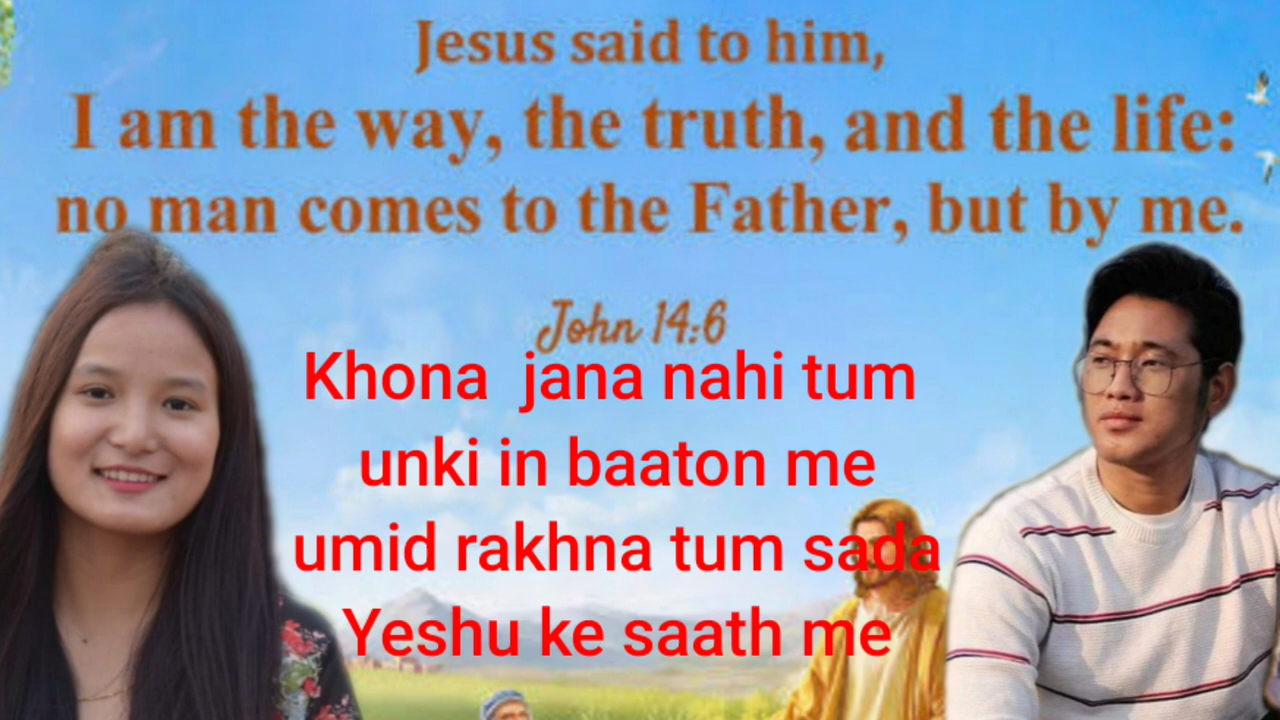 Jesus said to him,
I am the way, the truth, and the life:
no man comes to the Father, but by me.
John 14:6
Khona jana nahi tum
unki in baaton me
umid rakhna tum sada
Yeshu ke saath me